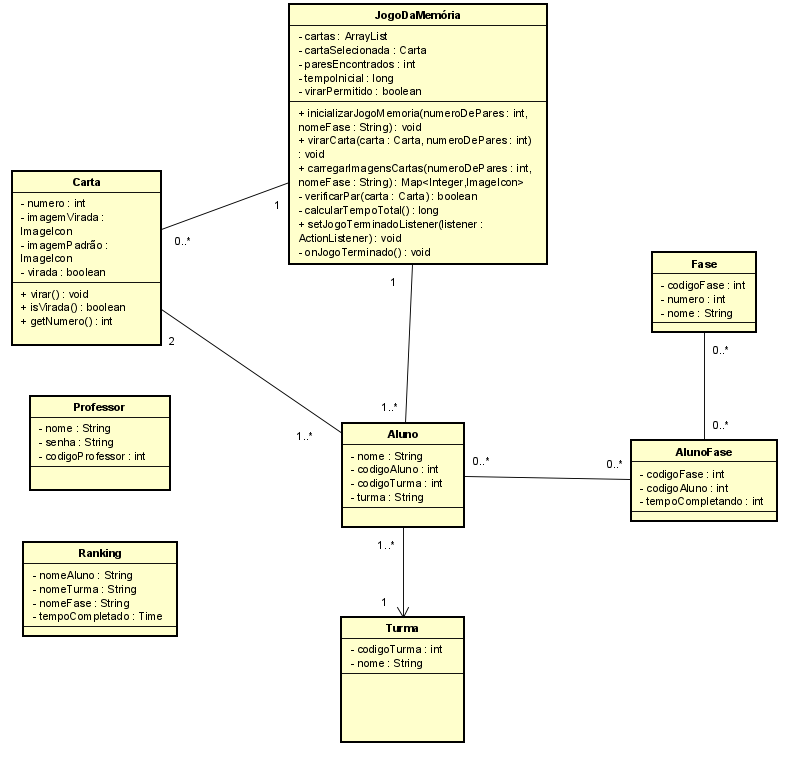 JogoDaMemória
- cartas : ArrayList
- cartaSelecionada : Carta
- paresEncontrados : int
- tempoInicial : long
- virarPermitido : boolean
+ inicializarJogoMemoria(numeroDePares : int,
nomeFase : String) : void
+ virarCarta(carta : Carta, numeroDePares : int)
: void
+ carregarImagensCartas(numeroDePares : int,
nomeFase : String) : Map<Integer,ImageIcon>
- verificarPar(carta : Carta) : boolean
- calcularTempoTotal() : long
+ setJogoTerminadoListener(listener :
ActionListener) : void
- onJogoTerminado() : void
Carta
- numero : int
- imagemVirada :
ImageIcon
- imagemPadrão :
ImageIcon
- virada : boolean
+ virar() : void
+ isVirada() : boolean
+ getNumero() : int
1
0..*
2
1..*
1
1..*
Fase
- codigoFase : int
- numero : int
- nome : String
0..*
0..*
Professor
- nome : String
- senha : String
- codigoProfessor : int
Aluno
- nome : String
- codigoAluno : int
- codigoTurma : int
- turma : String
0..*
0..*
AlunoFase
- codigoFase : int
- codigoAluno : int
- tempoCompletando : int
Ranking
- nomeAluno : String
- nomeTurma : String
- nomeFase : String
- tempoCompletado : Time
1..*
1
Turma
- codigoTurma : int
- nome : String